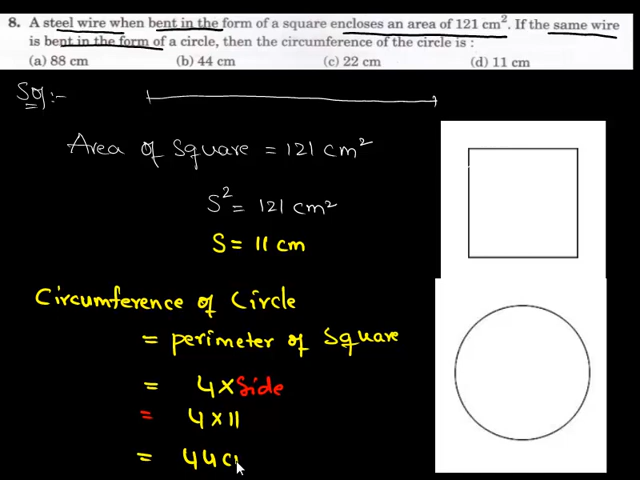 8. A steel wire when bent in the form of a square encloses an area of 121 cm². If the same wire
is bent in the form of a circle, then the circumference of the circle is :
(a) 88 cm (b) 44 cm (c) 22 cm (d) 11 cm
Sol:-
Area of Square = 121 cm²
S² = 121 cm²
S = 11 cm
Circumference of Circle
= perimeter of Square
= 4 × Side
= 4 × 11
= 44 c